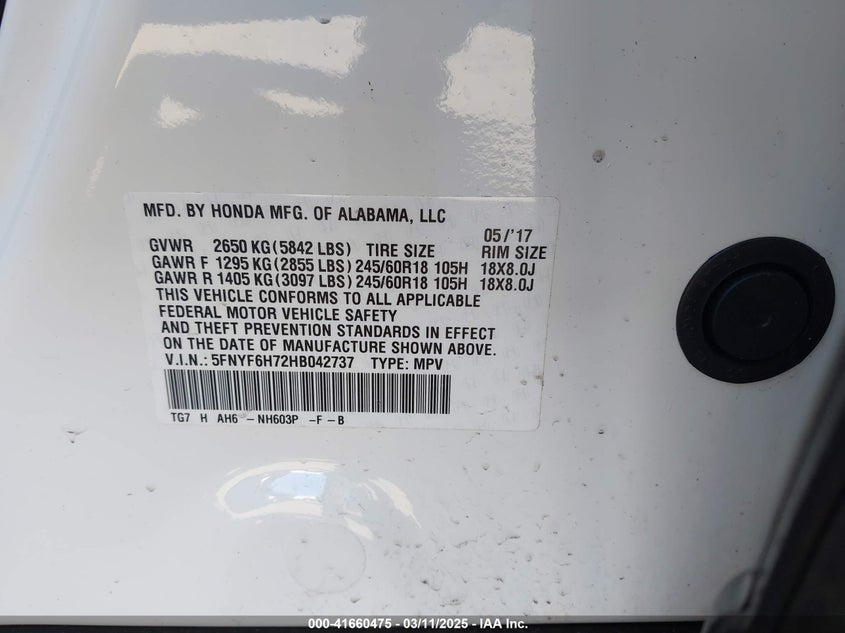 MFD. BY HONDA MFG. OF ALABAMA, LLC
05/'17
GVWR 2650 KG (5842 LBS) TIRE SIZE RIM SIZE
GAWR F 1295 KG (2855 LBS) 245/60R18 105H 18X8.0J
GAWR R 1405 KG (3097 LBS) 245/60R18 105H 18X8.0J
THIS VEHICLE CONFORMS TO ALL APPLICABLE
FEDERAL MOTOR VEHICLE SAFETY
AND THEFT PREVENTION STANDARDS IN EFFECT
ON THE DATE OF MANUFACTURE SHOWN ABOVE.
V.I.N.: 5FNYF6H72HB042737 TYPE: MPV
TG7 H AH6 -NH603P -F-B
000-41660475 - 03/11/2025 - IAA Inc.